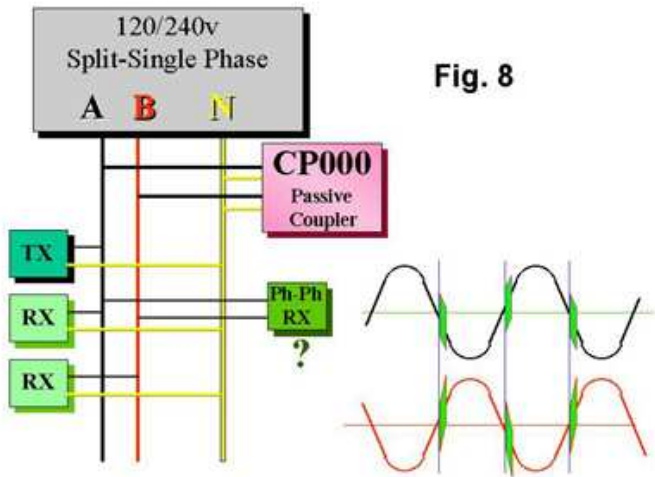 120/240v
Split-Single Phase
A B N
Fig. 8
CP000
Passive
Coupler
TX
RX
Ph-Ph
RX
?
RX